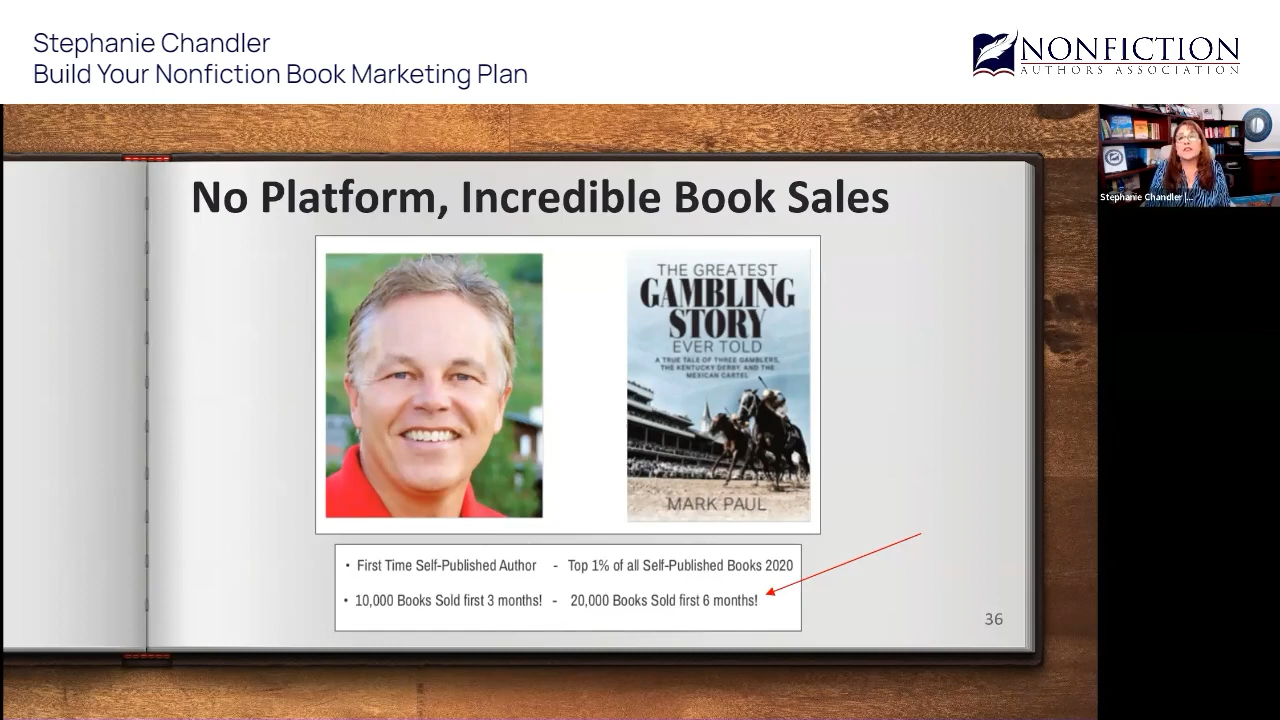 Stephanie Chandler
Build Your Nonfiction Book Marketing Plan
NONFICTION
AUTHORS ASSOCIATION
Stephanie Chandler |...
No Platform, Incredible Book Sales
THE GREATEST
GAMBLING
STORY
EVER TOLD
A TRUE TALE OF THREE GAMBLERS,
THE KENTUCKY DERBY, AND THE
MEXICAN CARTEL
MARK PAUL
• First Time Self-Published Author - Top 1% of all Self-Published Books 2020
• 10,000 Books Sold first 3 months! - 20,000 Books Sold first 6 months!
36